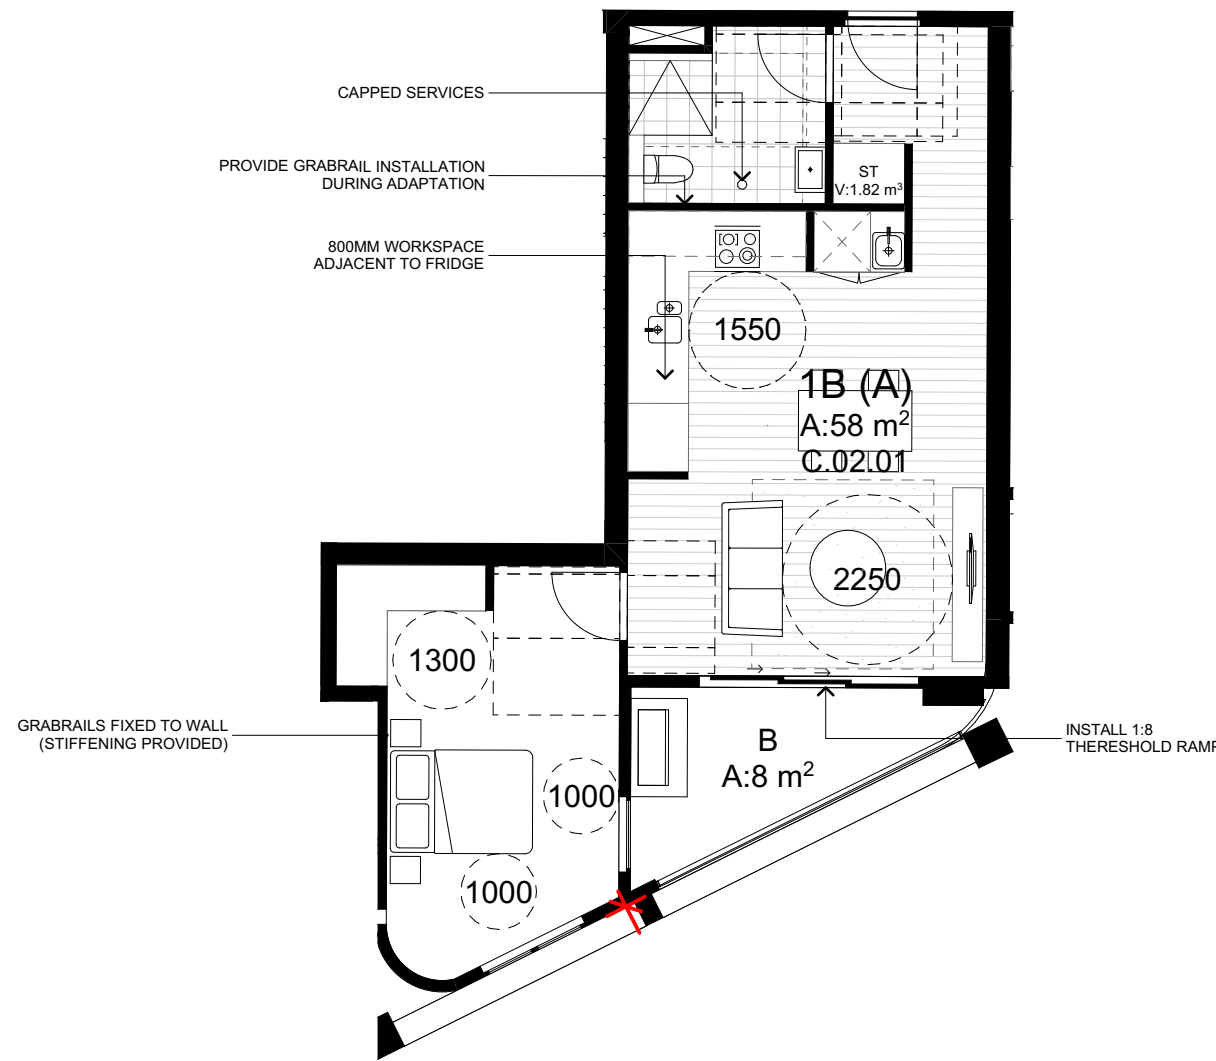 CAPPED SERVICES
PROVIDE GRABRAIL INSTALLATION
DURING ADAPTATION
ST
V:1.82 m³
800MM WORKSPACE
ADJACENT TO FRIDGE
1550
1B (A)
A:58 m²
C.02.01
2250
1300
GRABRAILS FIXED TO WALL
(STIFFENING PROVIDED)
INSTALL 1:8
THERESHOLD RAMP
B
A:8 m²
1000
1000